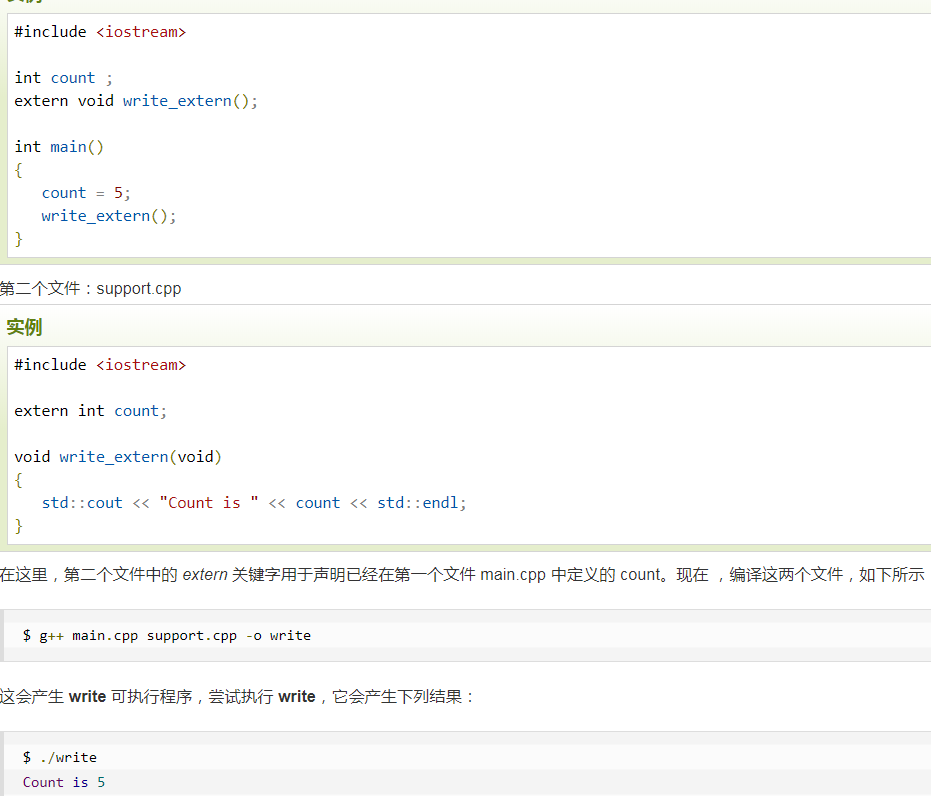 实例
#include <iostream>
int count ;
extern void write_extern();
int main()
{
count = 5;
write_extern();
}
第二个文件：support.cpp
实例
#include <iostream>
extern int count;
void write_extern(void)
{
std::cout << "Count is " << count << std::endl;
}
在这里，第二个文件中的 extern 关键字用于声明已经在第一个文件 main.cpp 中定义的 count。现在 ，编译这两个文件，如下所示
$ g++ main.cpp support.cpp -o write
这会产生 write 可执行程序，尝试执行 write，它会产生下列结果：
$ ./write
Count is 5